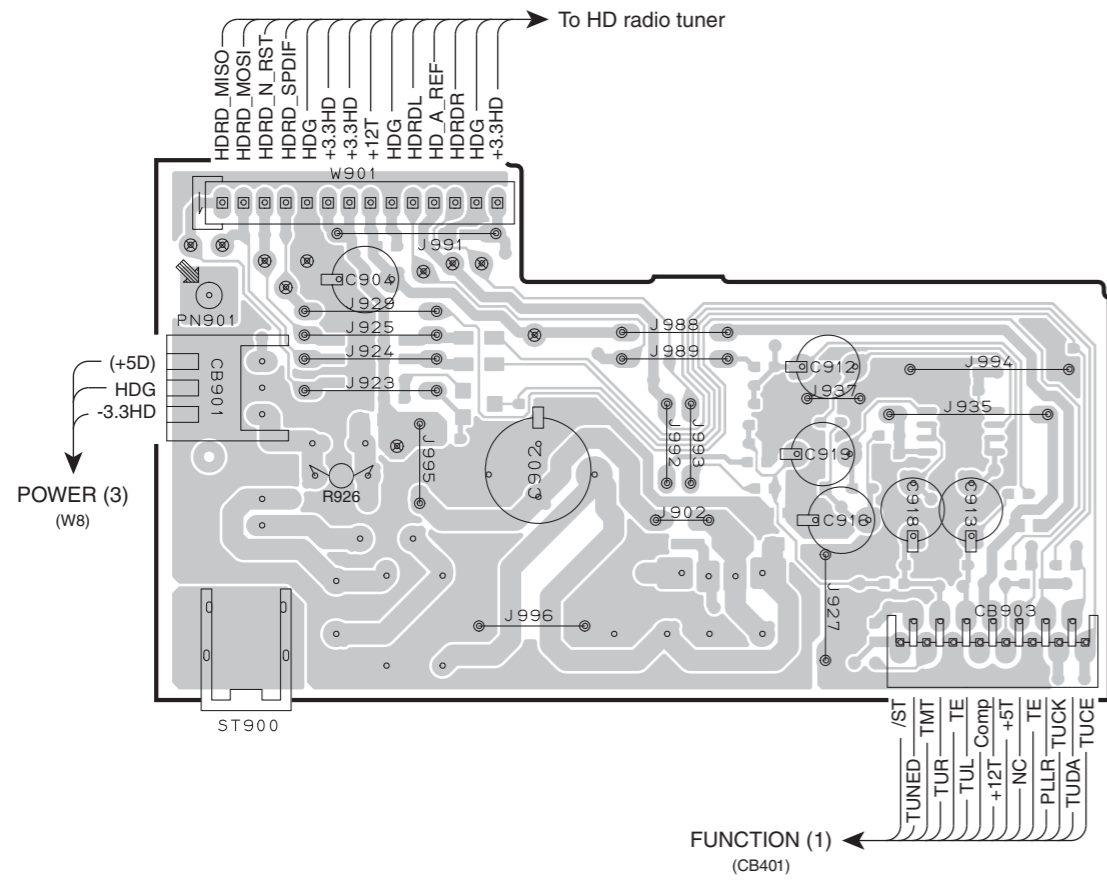 To HD radio tuner
HDRD_MISO
HDRD_MOSI
HDRD_N_RST
HDRD_SPDIF
HDG
+3.3HD
+3.3HD
+12T
HDG
HDRDL
HD_A_REF
HDRDR
HDG
+3.3HD
W901
J991
C904
PN901
J929
J925
J924
J923
J988
J989
C912
J994
J937
J935
(+5D)
HDG
-3.3HD
CB901
POWER (3)
(W8)
R926
J995
C902
J992
J993
C919
C918
C913
J902
C916
J927
J996
CB903
ST900
/ST
TUNED
TMT
TUR
TE
TUL
Comp
+12T
+5T
NC
TE
PLLR
TUCK
TUDA
TUCE
FUNCTION (1)
(CB401)